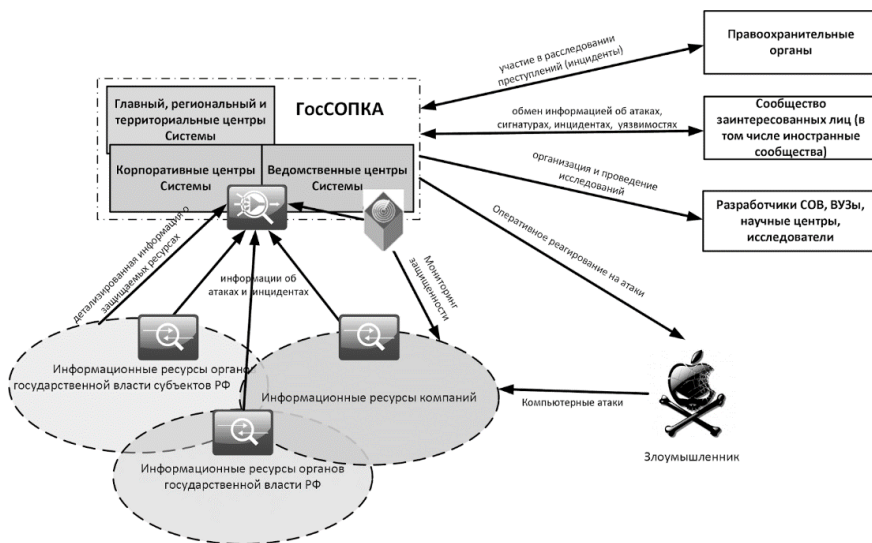 Правоохранительные
органы
участие в расследовании
преступлений (инциденты)
Главный, региональный и
территориальные центры
Системы
ГосСОПКА
обмен информацией об атаках,
сигнатурах, инцидентах, уязвимостях
Сообщество
заинтересованных лиц (в
том числе иностранные
сообщества)
Корпоративные центры
Системы
Ведомственные центры
Системы
организация и проведение
исследований
Разработчики СОВ, ВУЗы,
научные центры,
исследователи
Оперативное реагирование на атаки
детализированная информация о
защищаемых ресурсах
информации об
атаках и инцидентах
Мониторинг
защищенности
Информационные ресурсы органов
государственной власти субъектов РФ
Информационные ресурсы компаний
Компьютерные атаки
Злоумышленник
Информационные ресурсы органов
государственной власти РФ